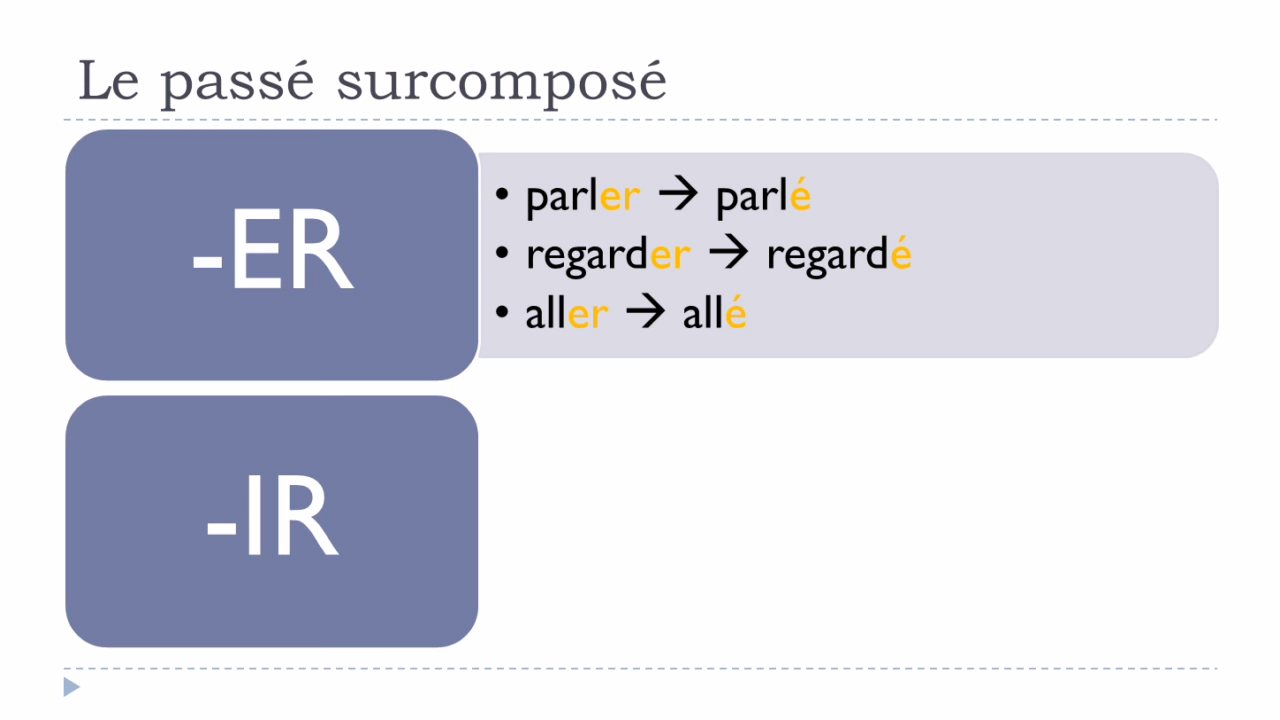 Le passé surcomposé
-ER
• parler → parlé
• regarder → regardé
• aller → allé
-IR